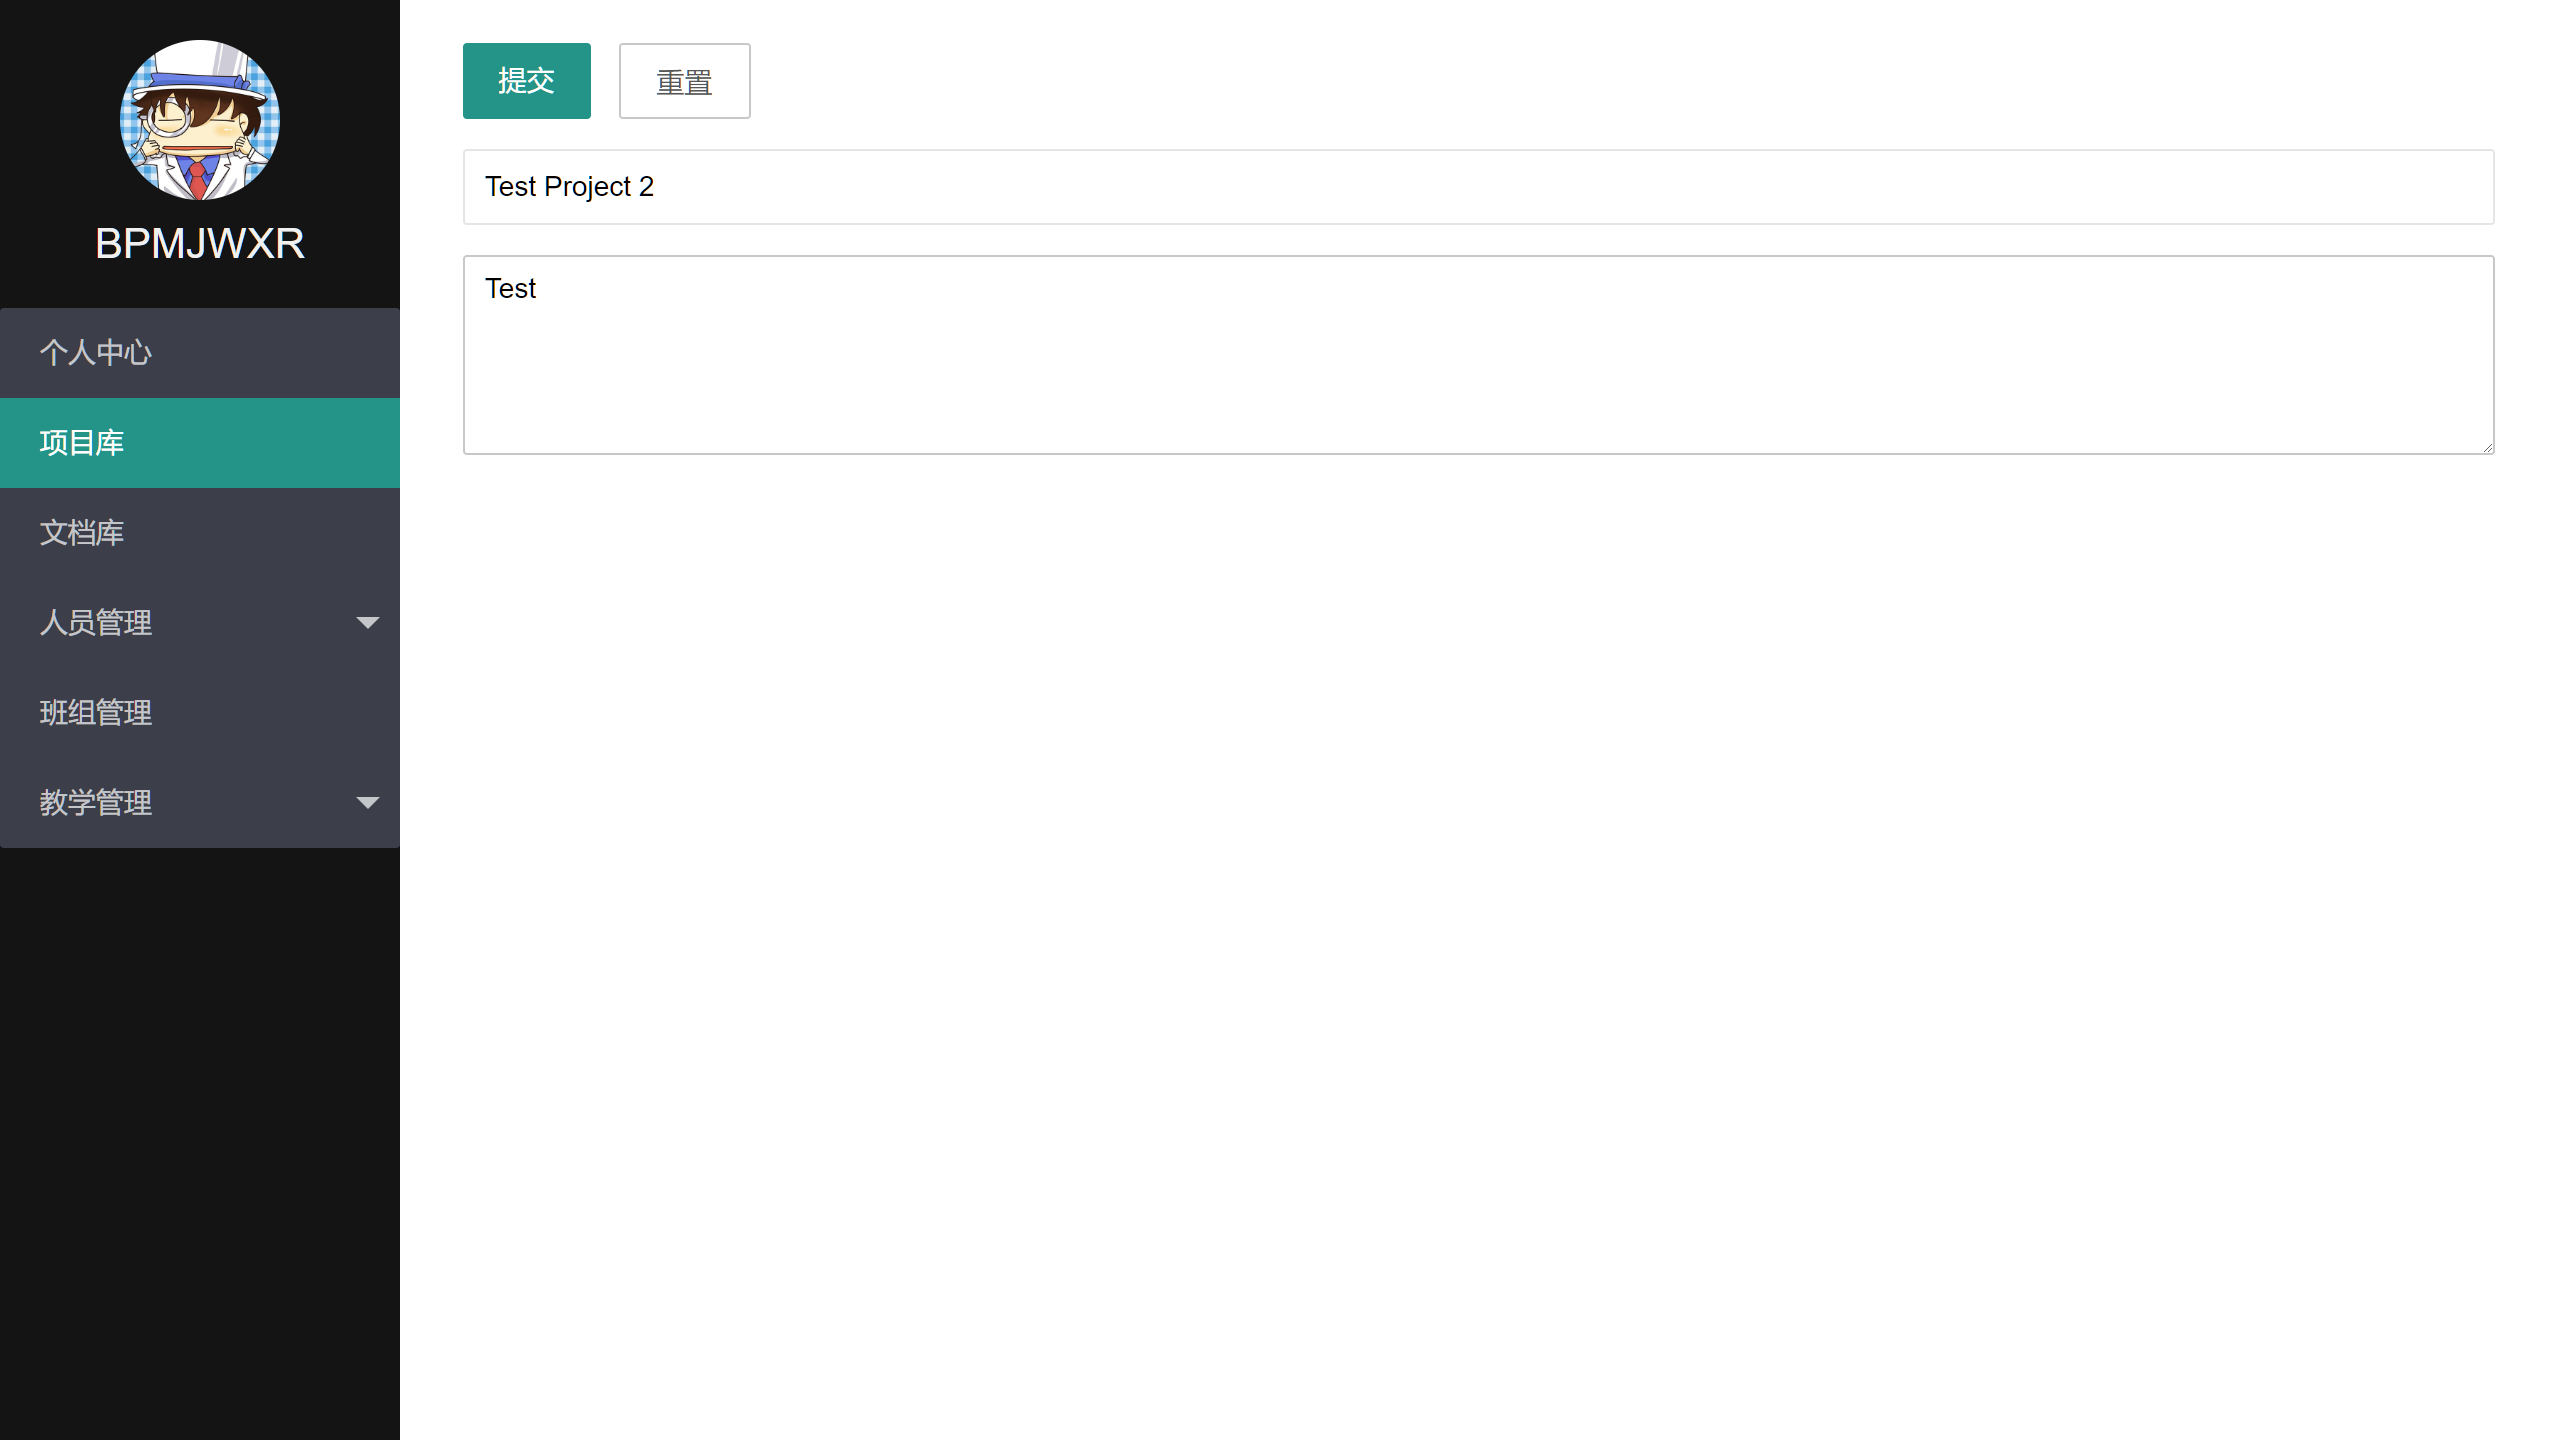 BPMJWXR
个人中心
项目库
文档库
人员管理
班组管理
教学管理
提交
重置
Test Project 2
Test